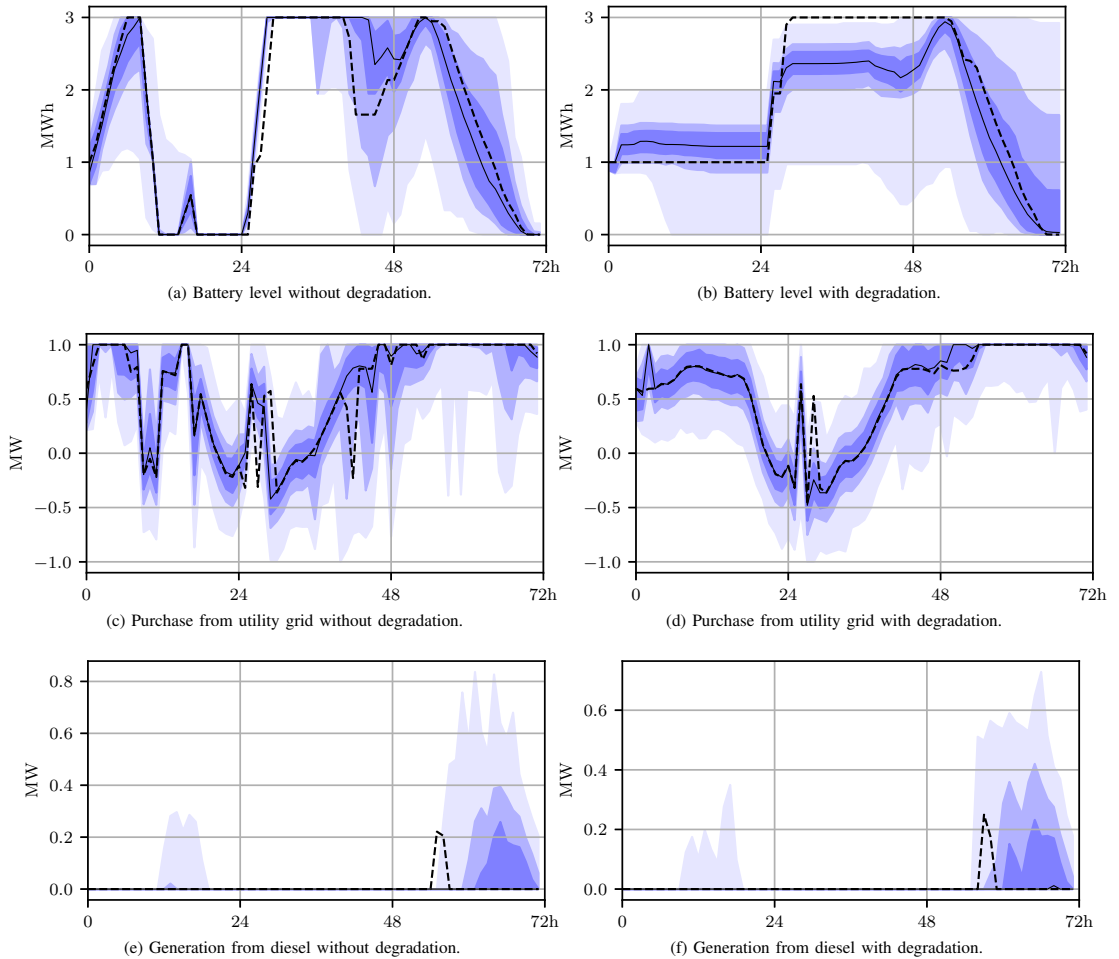 3
2
1
0
MWh
0 24 48 72h
(a) Battery level without degradation.
3
2
1
0
MWh
0 24 48 72h
(b) Battery level with degradation.
1.0
0.5
0.0
−0.5
−1.0
MW
0 24 48 72h
(c) Purchase from utility grid without degradation.
1.0
0.5
0.0
−0.5
−1.0
MW
0 24 48 72h
(d) Purchase from utility grid with degradation.
0.8
0.6
0.4
0.2
0.0
MW
0 24 48 72h
(e) Generation from diesel without degradation.
0.6
0.4
0.2
0.0
MW
0 24 48 72h
(f) Generation from diesel with degradation.